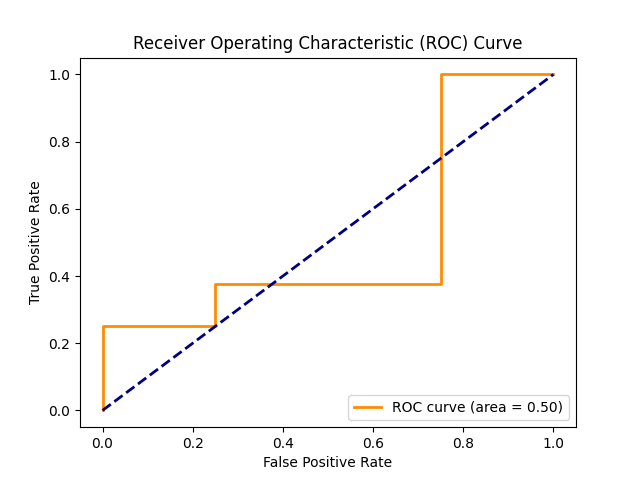 Receiver Operating Characteristic (ROC) Curve
True Positive Rate
1.0
0.8
0.6
0.4
0.2
0.0
0.0 0.2 0.4 0.6 0.8 1.0
False Positive Rate
ROC curve (area = 0.50)